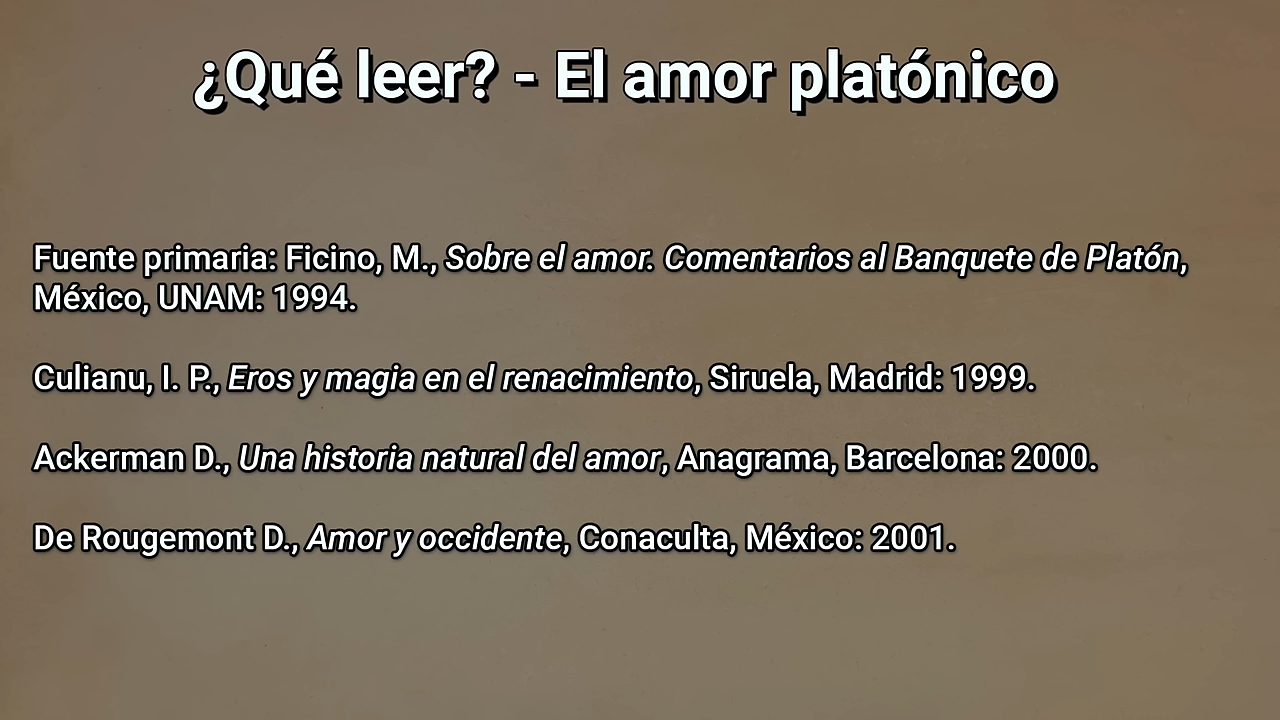 ¿Qué leer? - El amor platónico
Fuente primaria: Ficino, M., Sobre el amor. Comentarios al Banquete de Platón,
México, UNAM: 1994.
Culianu, I. P., Eros y magia en el renacimiento, Siruela, Madrid: 1999.
Ackerman D., Una historia natural del amor, Anagrama, Barcelona: 2000.
De Rougemont D., Amor y occidente, Conaculta, México: 2001.